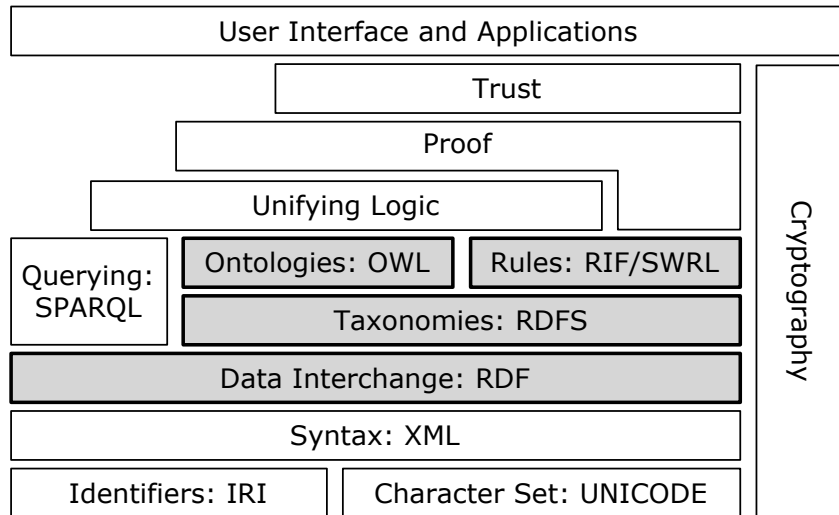 User Interface and Applications
Trust
Proof
Unifying Logic
Querying:
SPARQL
Ontologies: OWL
Rules: RIF/SWRL
Taxonomies: RDFS
Data Interchange: RDF
Syntax: XML
Identifiers: IRI
Character Set: UNICODE
Cryptography